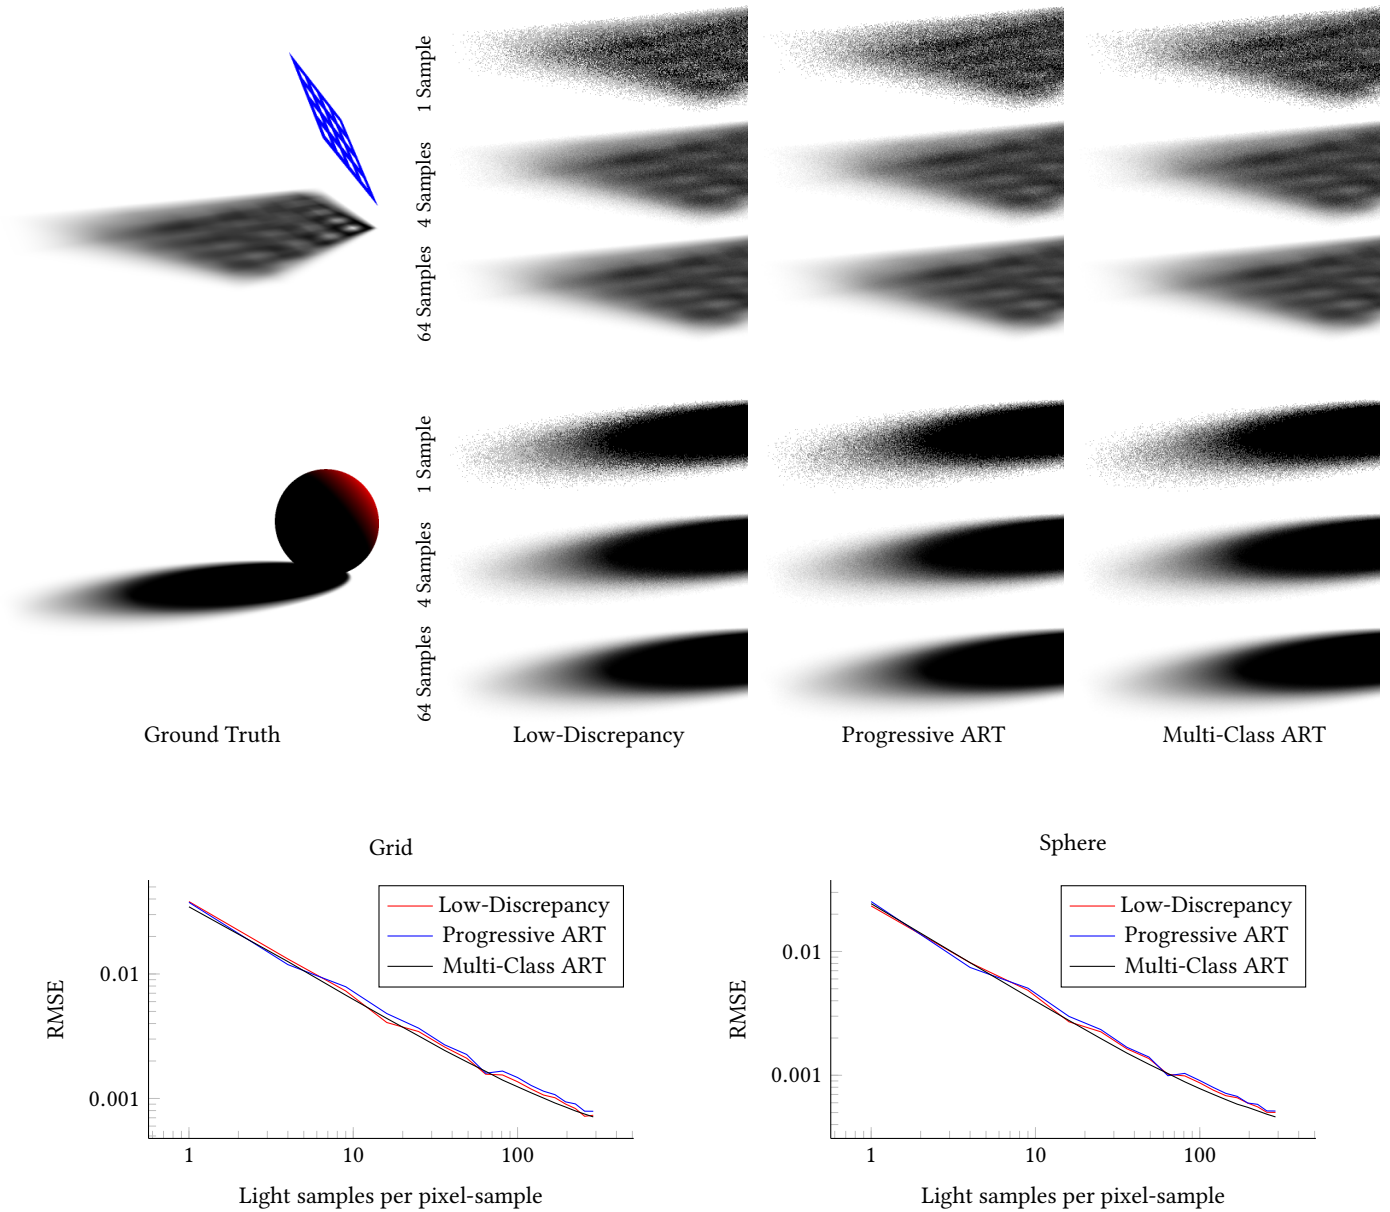 1 Sample
4 Samples
64 Samples
1 Sample
4 Samples
64 Samples
Ground Truth
Low-Discrepancy
Progressive ART
Multi-Class ART
Grid
Low-Discrepancy
Progressive ART
Multi-Class ART
RMSE
0.01
0.001
1
10
100
Light samples per pixel-sample
Sphere
Low-Discrepancy
Progressive ART
Multi-Class ART
RMSE
0.01
0.001
1
10
100
Light samples per pixel-sample